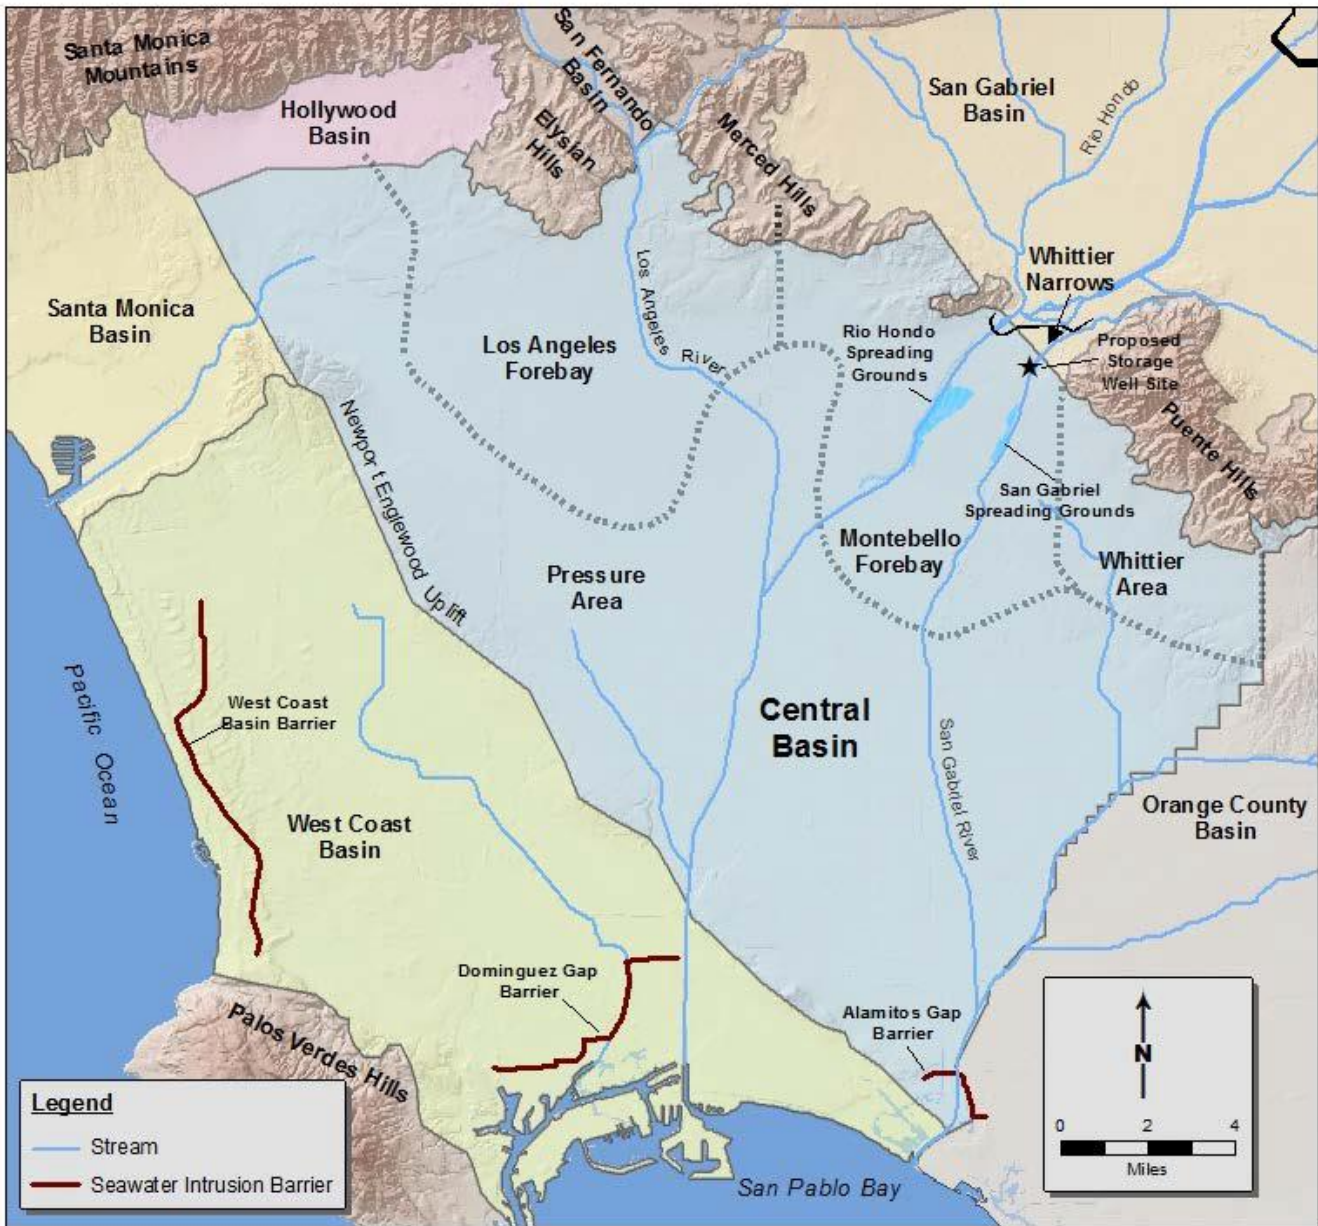 Santa Monica
Mountains
Hollywood
Basin
San Fernando
Basin
Elysian
Hills
Merced Hills
San Gabriel
Basin
Rio Hondo
Santa Monica
Basin
Los Angeles
Forebay
Los Angeles River
Whittier
Narrows
Rio Hondo
Spreading
Grounds
Proposed
Storage
Well Site
Puente Hills
Newport Englewood Uplift
San Gabriel
Spreading Grounds
Montebello
Forebay
Whittier
Area
Pressure
Area
Pacific Ocean
West Coast
Basin Barrier
Central
Basin
San Gabriel River
Orange County
Basin
West Coast
Basin
Dominguez Gap
Barrier
Alamitos Gap
Barrier
Palos Verdes Hills
San Pablo Bay
Legend
Stream
Seawater Intrusion Barrier
N
0 2 4
Miles